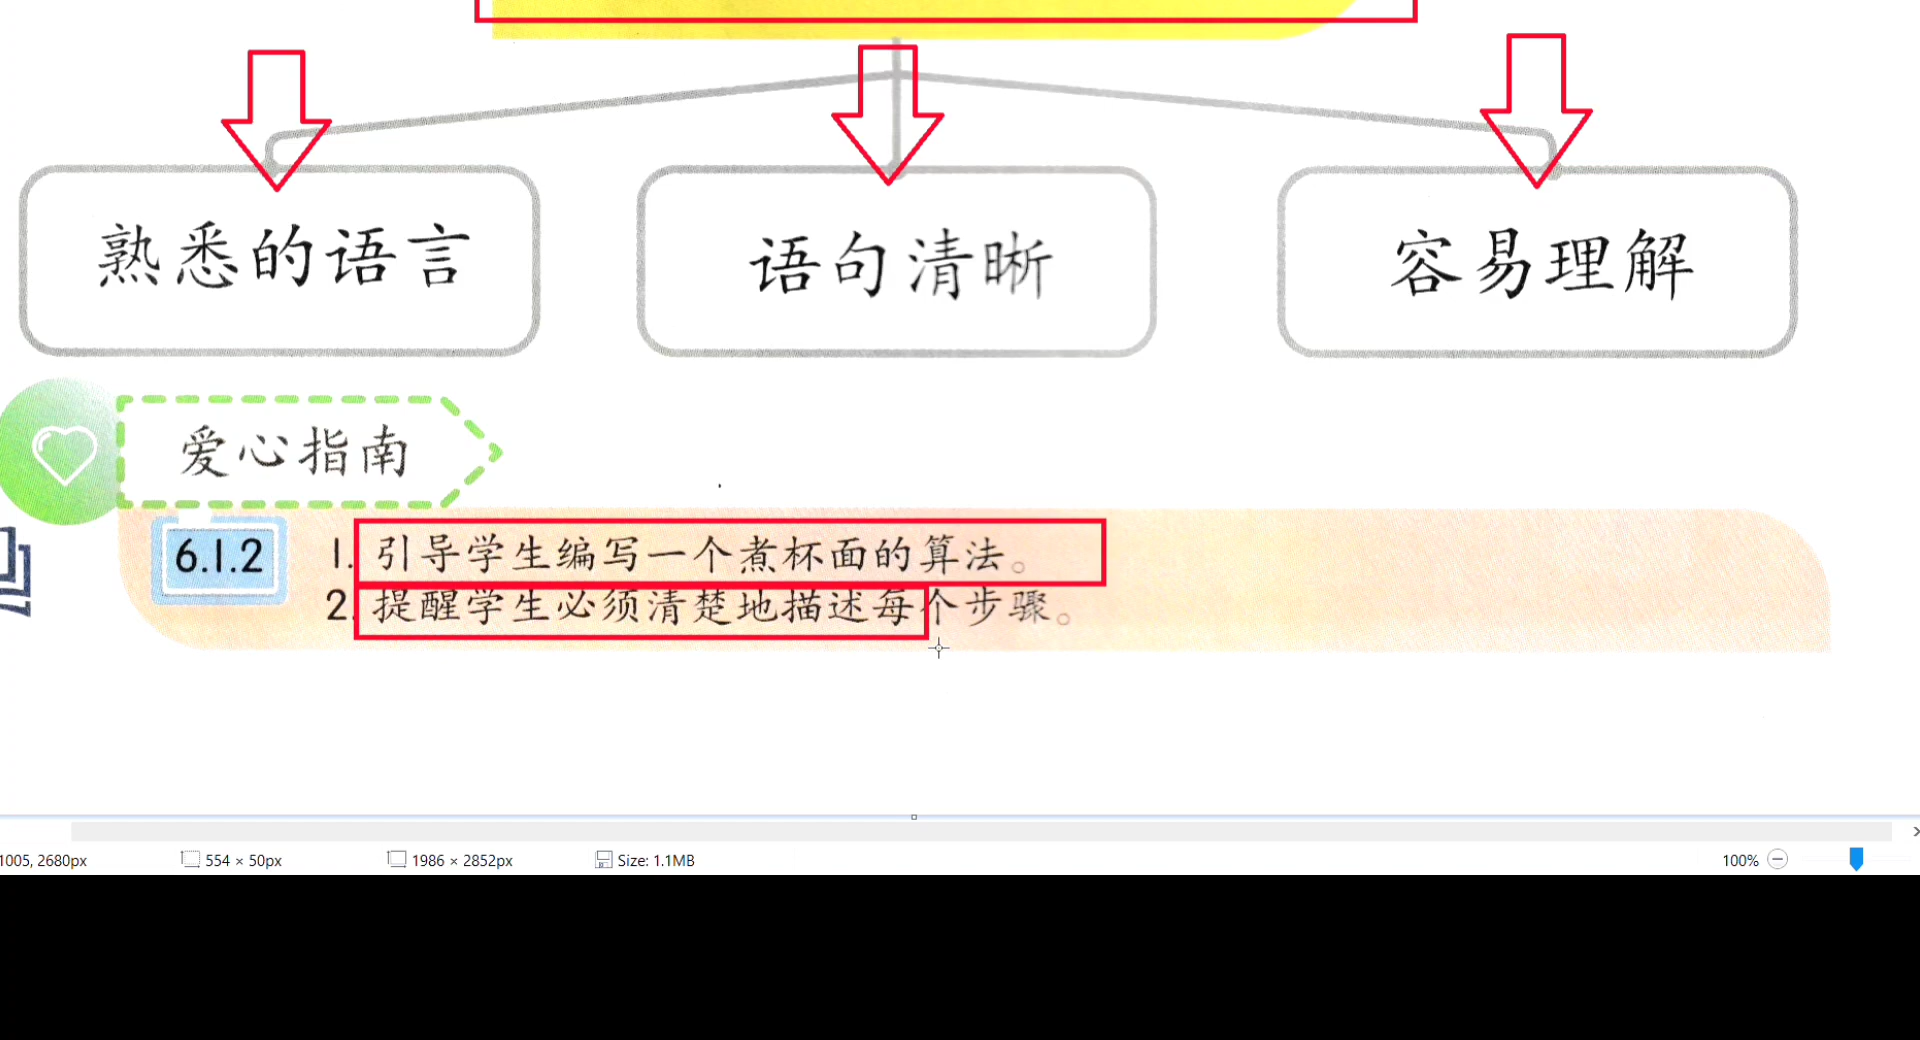 熟悉的语言
语句清晰
容易理解
爱心指南
6.1.2
1. 引导学生编写一个煮杯面的算法。
2. 提醒学生必须清楚地描述每个步骤。
1005, 2680px
554 × 50px
1986 × 2852px
Size: 1.1MB
100%